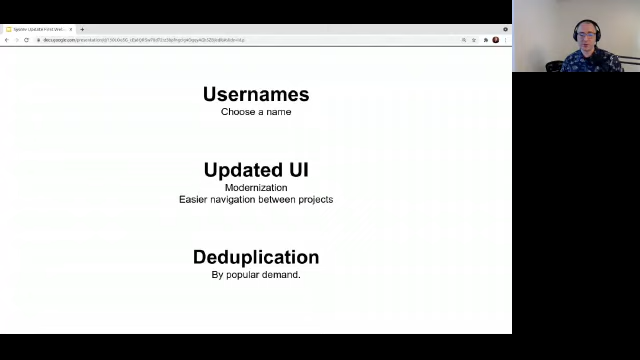 Usernames
Choose a name
Updated UI
Modernization
Easier navigation between projects
Deduplication
By popular demand.